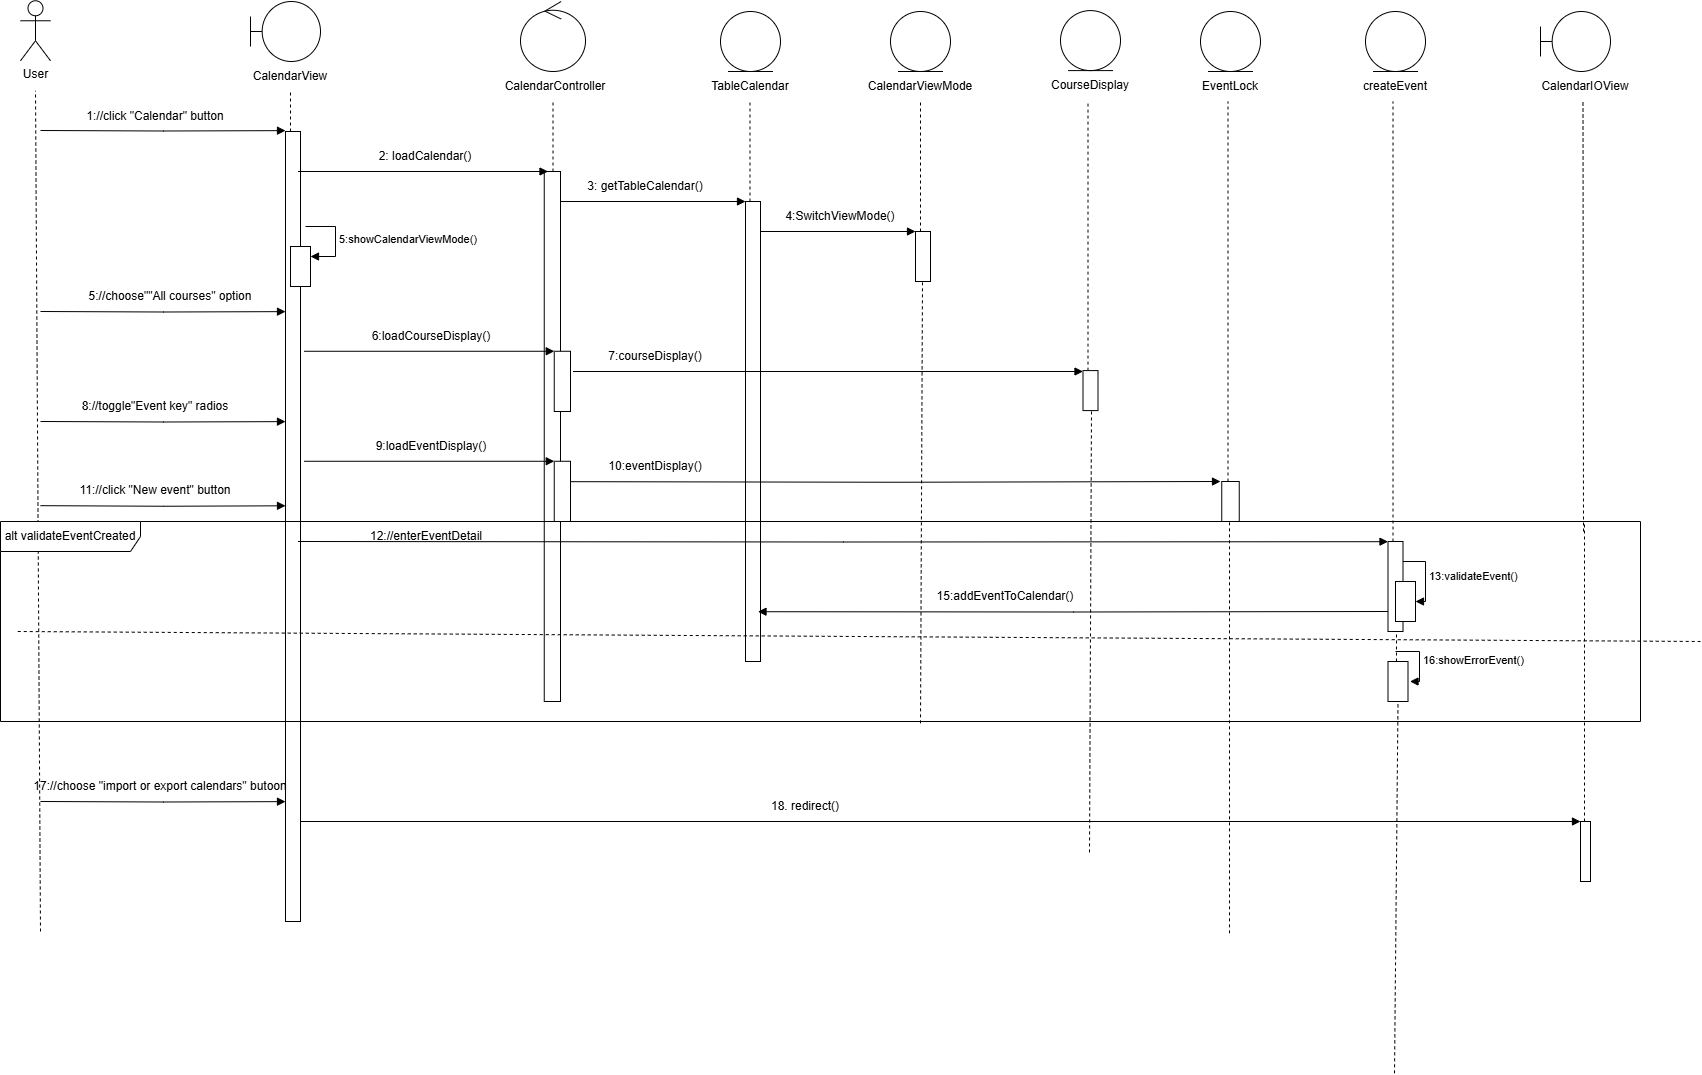 User
CalendarView
CalendarController
TableCalendar
CalendarViewMode
CourseDisplay
EventLock
createEvent
CalendarIOView
1://click "Calendar" button
2: loadCalendar()
3: getTableCalendar()
4:SwitchViewMode()
5:showCalendarViewMode()
5://choose""All courses" option
6:loadCourseDisplay()
7:courseDisplay()
8://toggle"Event key" radios
9:loadEventDisplay()
10:eventDisplay()
11://click "New event" button
alt validateEventCreated
12://enterEventDetail
13:validateEvent()
15:addEventToCalendar()
16:showErrorEvent()
17://choose "import or export calendars" butoon
18. redirect()